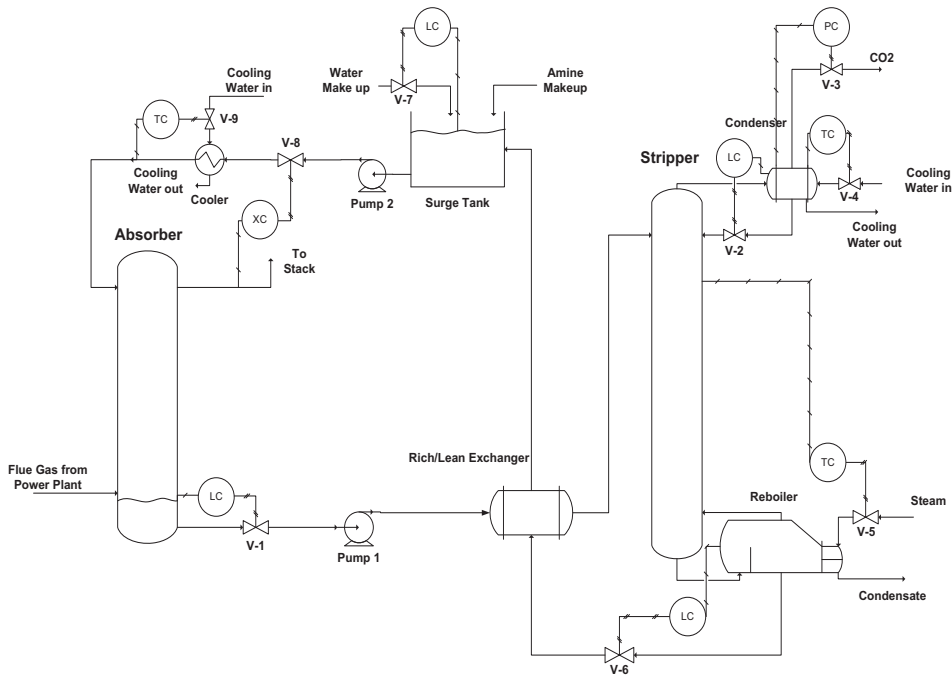 LC
PC
Cooling
Water in
Water
Make up
Amine
Makeup
CO2
V-7
V-3
TC
V-9
Condenser
TC
V-8
Stripper
LC
Cooling
Water out
Cooler
Pump 2
Surge Tank
V-4
Cooling
Water in
XC
Absorber
To
Stack
V-2
Cooling
Water out
Rich/Lean Exchanger
TC
Flue Gas from
Power Plant
LC
Reboiler
Steam
V-1
Pump 1
V-5
Condensate
LC
V-6